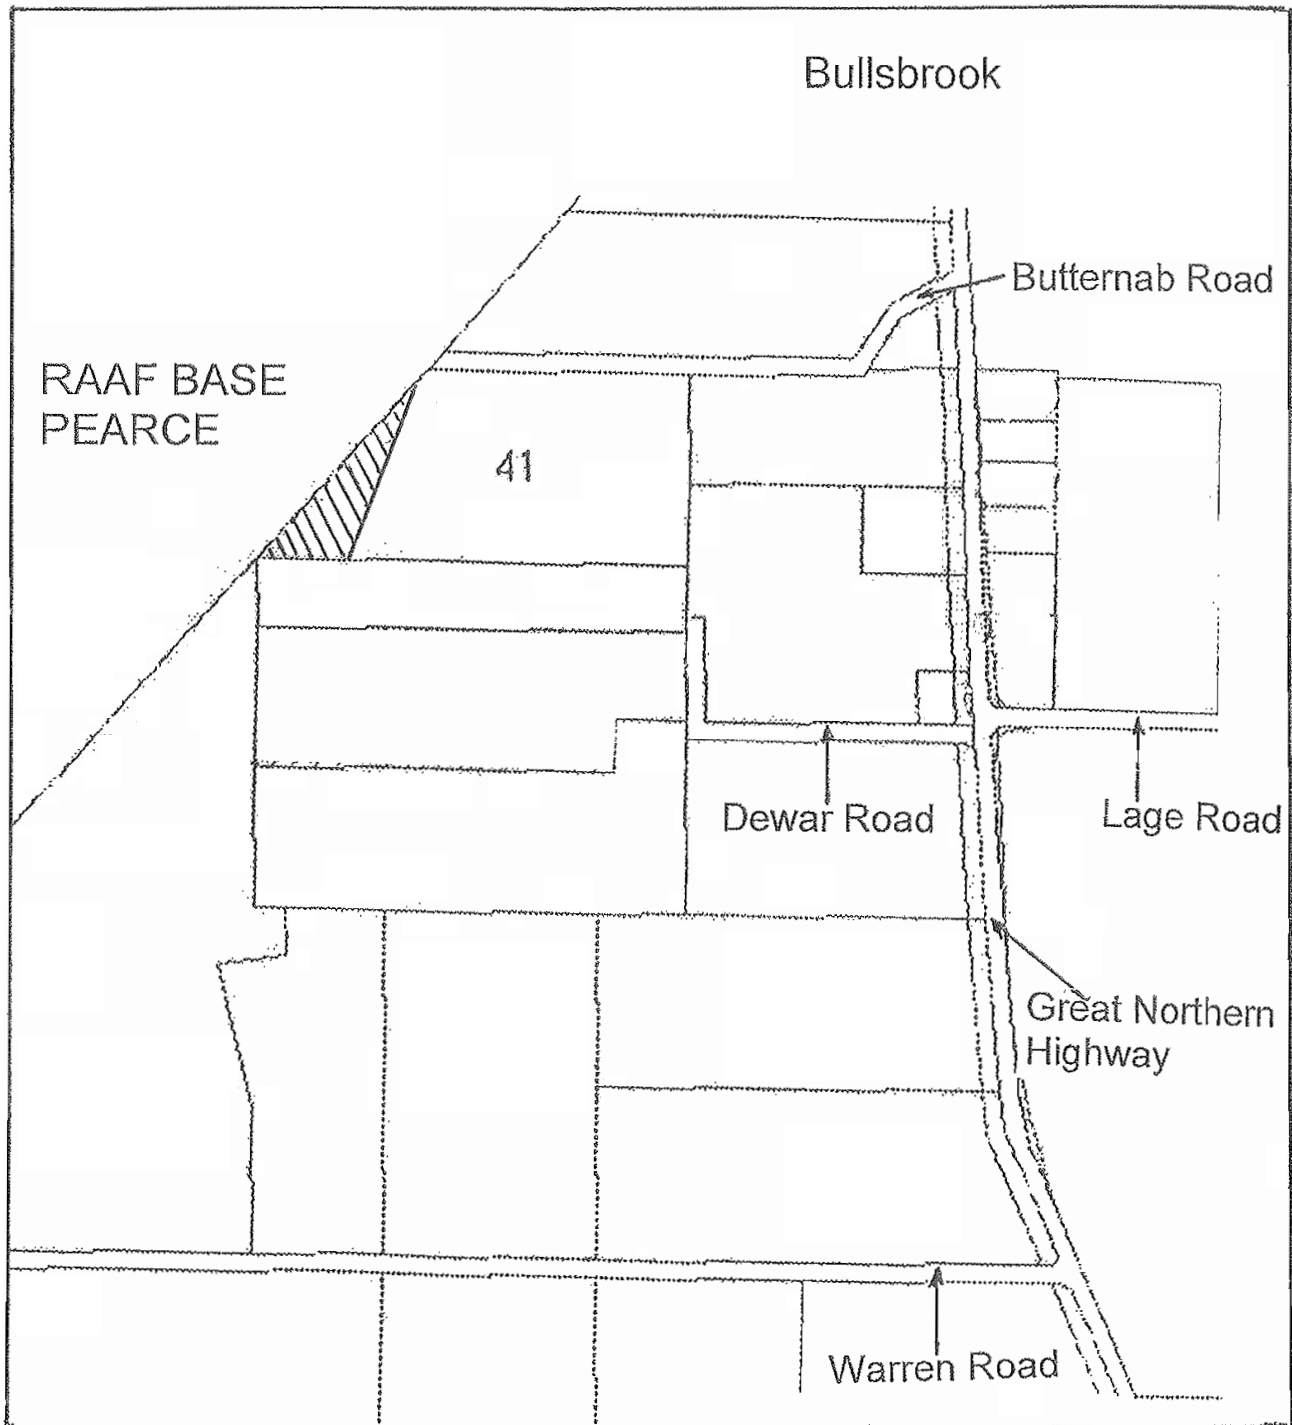 Bullsbrook
Butternab Road
RAAF BASE
PEARCE
41
Dewar Road
Lage Road
Great Northern
Highway
Warren Road